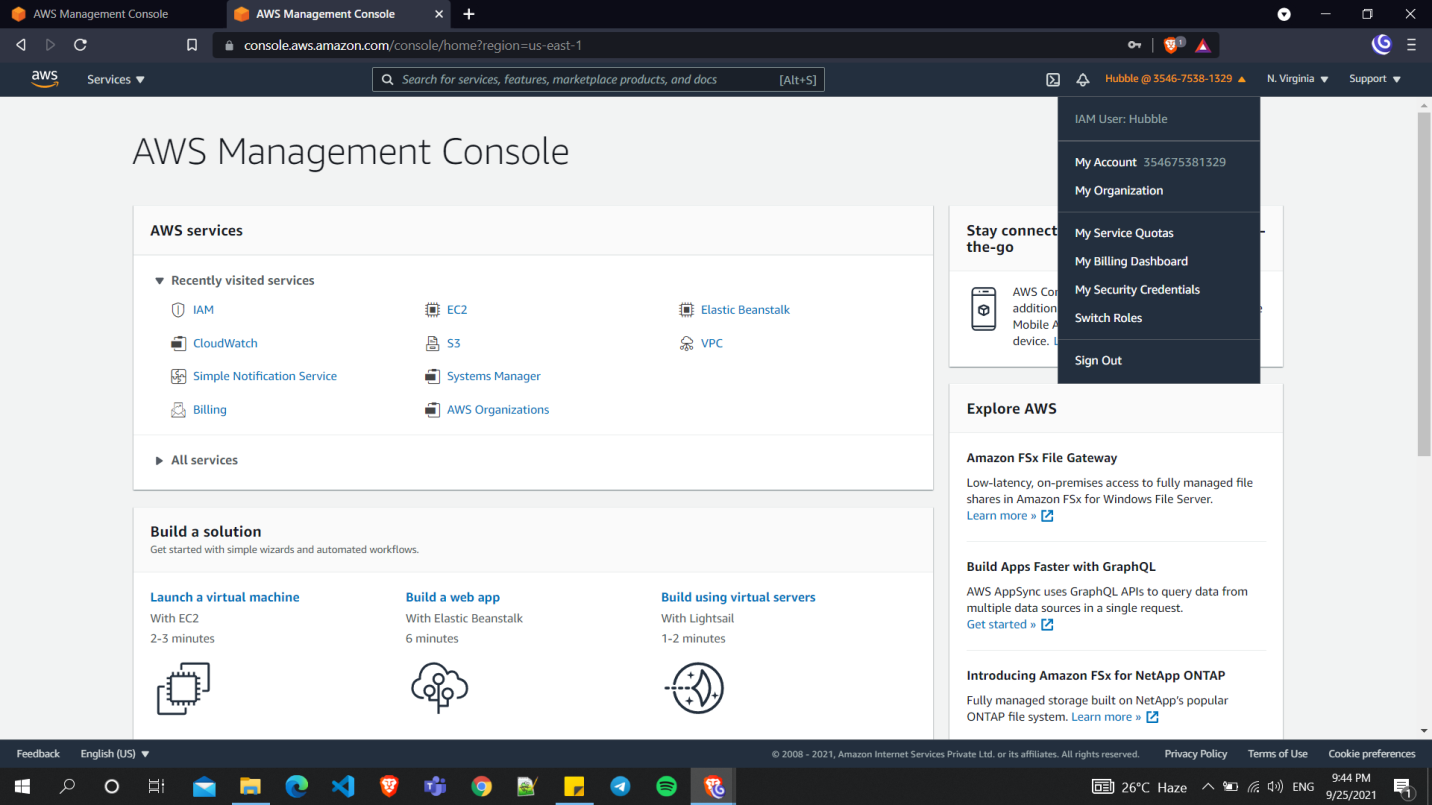 AWS Management Console
AWS Management Console
console.aws.amazon.com/console/home?region=us-east-1
1
aws
Services
Search for services, features, marketplace products, and docs
[Alt+S]
Hubble @ 3546-7538-1329
N. Virginia
Support
IAM User: Hubble
My Account 354675381329
My Organization
My Service Quotas
My Billing Dashboard
My Security Credentials
Switch Roles
Sign Out
AWS Management Console
AWS services
Recently visited services
IAM
EC2
Elastic Beanstalk
CloudWatch
S3
VPC
Simple Notification Service
Systems Manager
Billing
AWS Organizations
All services
Stay connect
-
the-go
AWS Cor
addition
Mobile A
device.
Build a solution
Get started with simple wizards and automated workflows.
Launch a virtual machine
With EC2
2-3 minutes
Build a web app
With Elastic Beanstalk
6 minutes
Build using virtual servers
With Lightsail
1-2 minutes
Explore AWS
Amazon FSx File Gateway
Low-latency, on-premises access to fully managed file
shares in Amazon FSx for Windows File Server.
Learn more »
Build Apps Faster with GraphQL
AWS AppSync uses GraphQL APIs to query data from
multiple data sources in a single request.
Get started »
Introducing Amazon FSx for NetApp ONTAP
Fully managed storage built on NetApp's popular
ONTAP file system. Learn more »
Feedback
English (US)
© 2008 - 2021, Amazon Internet Services Private Ltd. or its affiliates. All rights reserved.
Privacy Policy
Terms of Use
Cookie preferences
26°C Haze
ENG
9:44 PM
9/25/2021
1